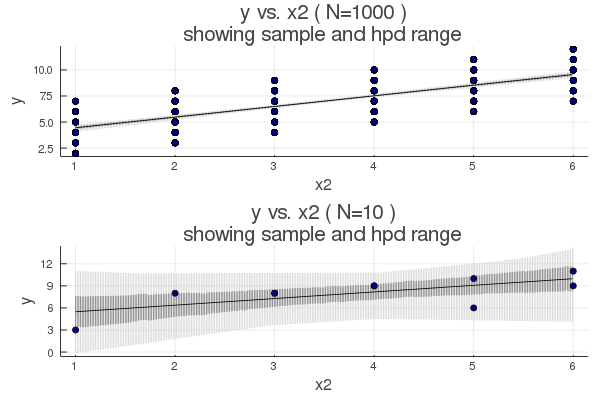 y vs. x2 ( N=1000 )
showing sample and hpd range
10.0
7.5
5.0
2.5
y
1 2 3 4 5 6
x2
y vs. x2 ( N=10 )
showing sample and hpd range
12
9
6
3
0
y
1 2 3 4 5 6
x2